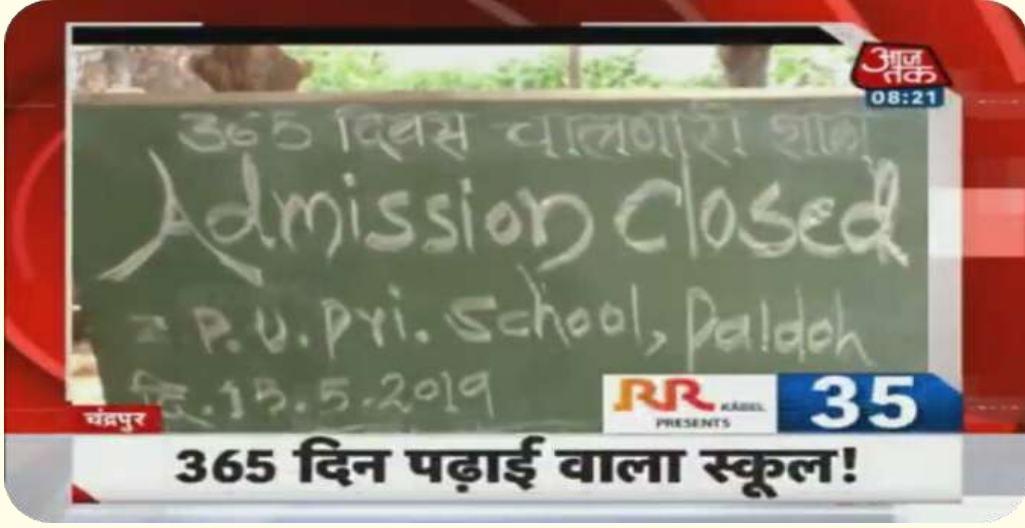 आज तक
08:21
365 दिवस चालणारी शाळा
Admission Closed
= P.U. Pri. School, Paldoh
दि. 15.5.2019
चंद्रपुर
RR KABEL
PRESENTS
35
365 दिन पढ़ाई वाला स्कूल!